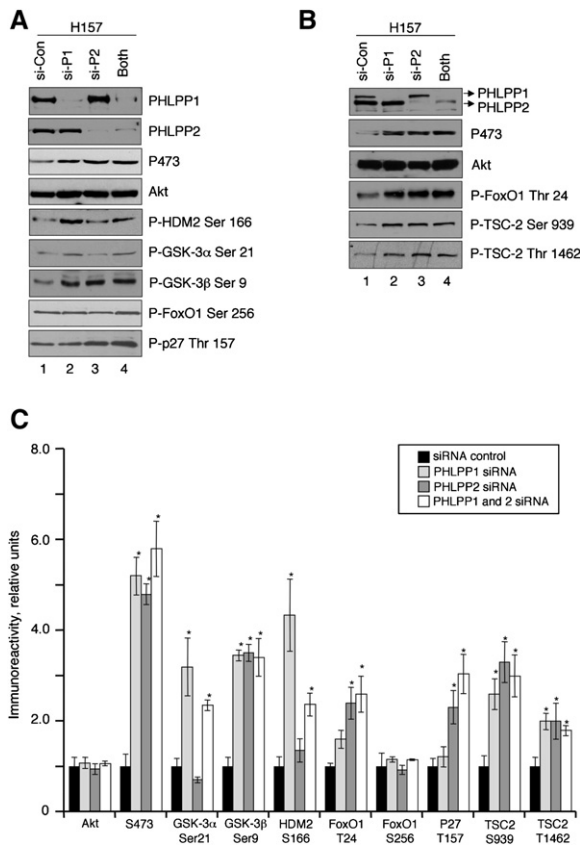 A
H157
si-Con
si-P1
si-P2
Both
PHLPP1
PHLPP2
P473
Akt
P-HDM2 Ser 166
P-GSK-3α Ser 21
P-GSK-3β Ser 9
P-FoxO1 Ser 256
P-p27 Thr 157
1 2 3 4
B
H157
si-Con
si-P1
si-P2
Both
PHLPP1
PHLPP2
P473
Akt
P-FoxO1 Thr 24
P-TSC-2 Ser 939
P-TSC-2 Thr 1462
1 2 3 4
C
Immunoreactivity, relative units
8.0
6.0
4.0
2.0
0
siRNA control
PHLPP1 siRNA
PHLPP2 siRNA
PHLPP1 and 2 siRNA
* * * * * * * * * * * * * * * * * * * *
Akt S473 GSK-3α GSK-3β HDM2 FoxO1 FoxO1 P27 TSC2 TSC2
Ser21 Ser9 S166 T24 S256 T157 S939 T1462